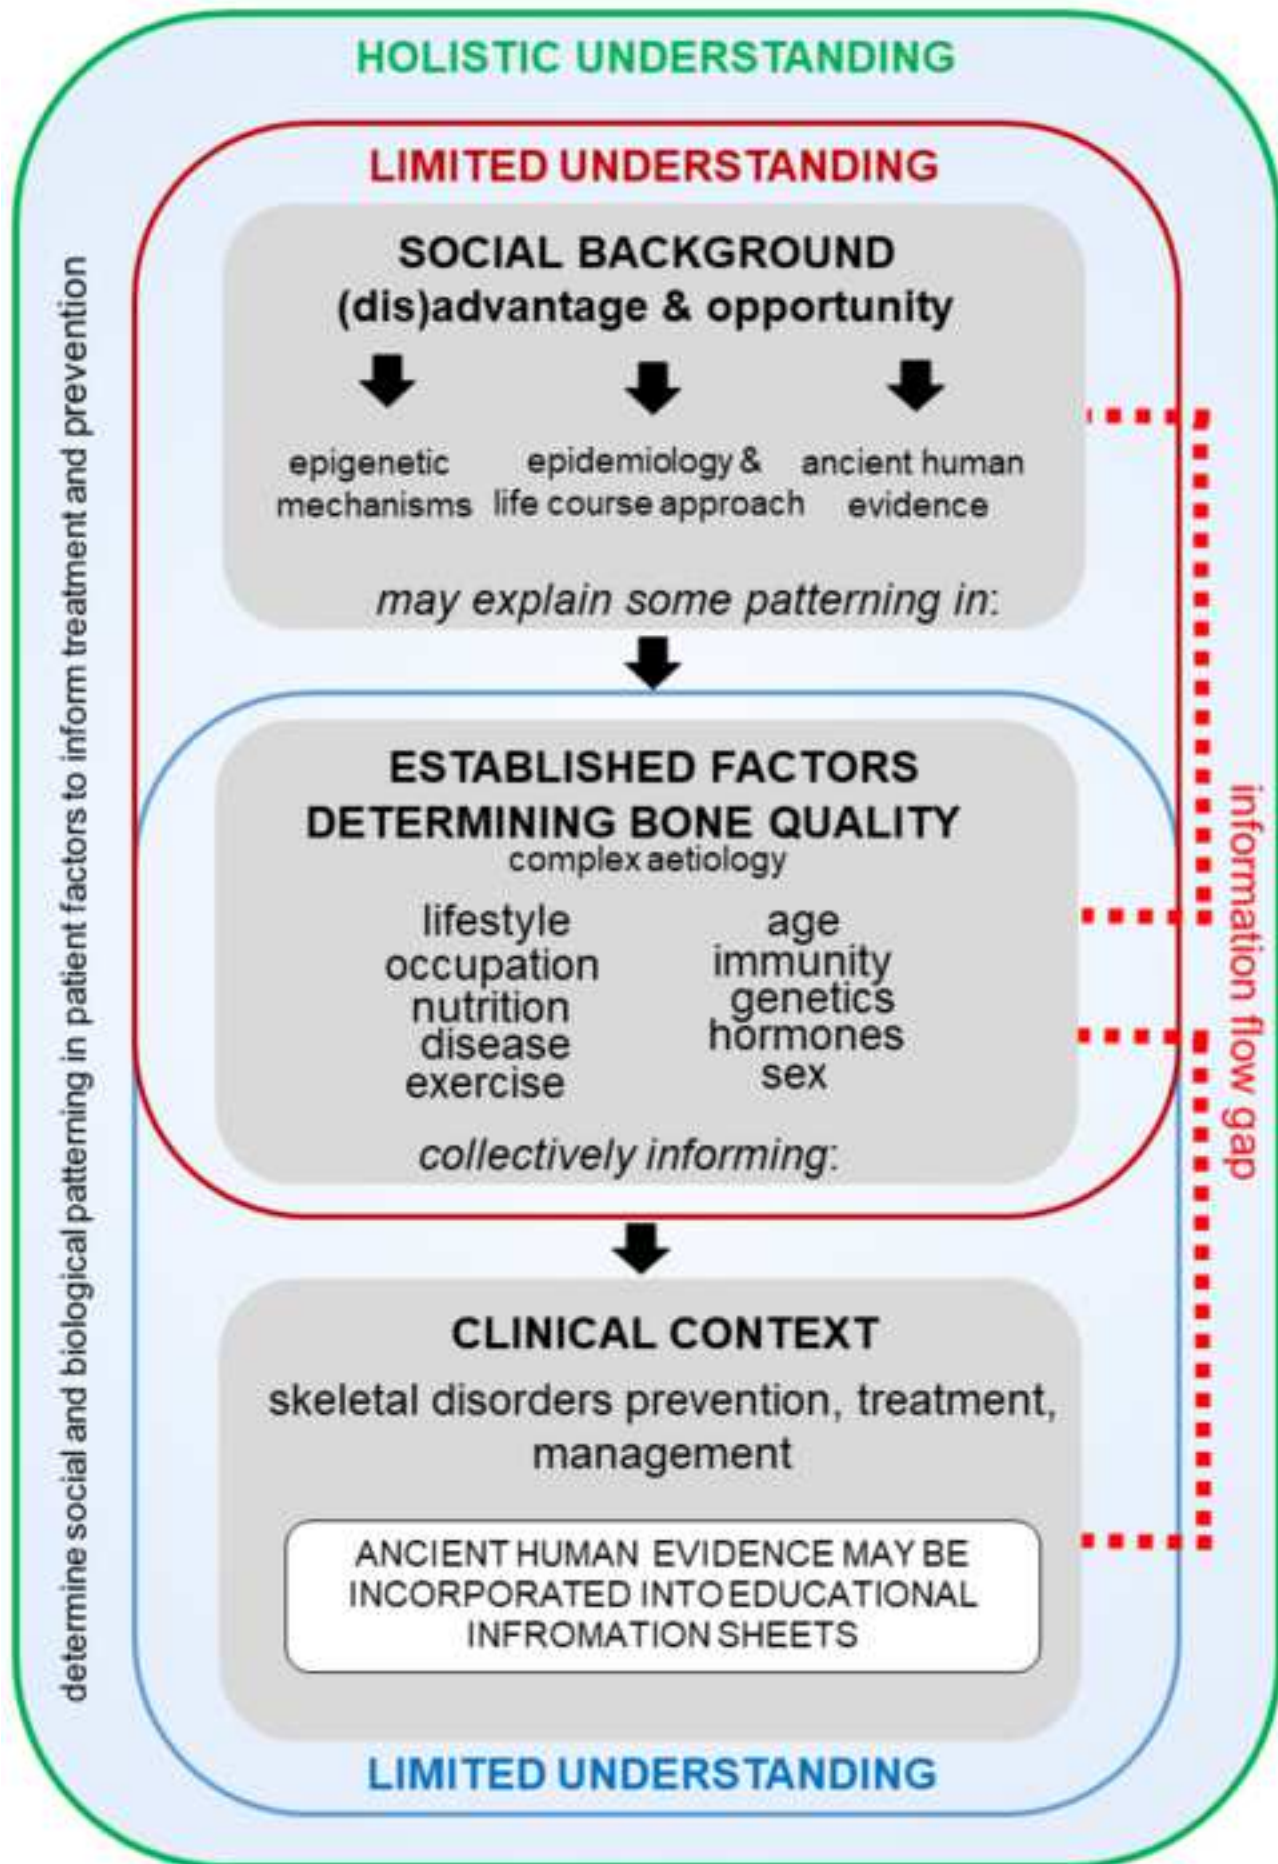 HOLISTIC UNDERSTANDING
LIMITED UNDERSTANDING
SOCIAL BACKGROUND
(dis)advantage & opportunity
epigenetic
mechanisms
epidemiology &
life course approach
ancient human
evidence
may explain some patterning in:
ESTABLISHED FACTORS
DETERMINING BONE QUALITY
complex aetiology
lifestyle
occupation
nutrition
disease
exercise
age
immunity
genetics
hormones
sex
collectively informing:
CLINICAL CONTEXT
skeletal disorders prevention, treatment,
management
ANCIENT HUMAN EVIDENCE MAY BE
INCORPORATED INTO EDUCATIONAL
INFROMATION SHEETS
LIMITED UNDERSTANDING
determine social and biological patterning in patient factors to inform treatment and prevention
information flow gap